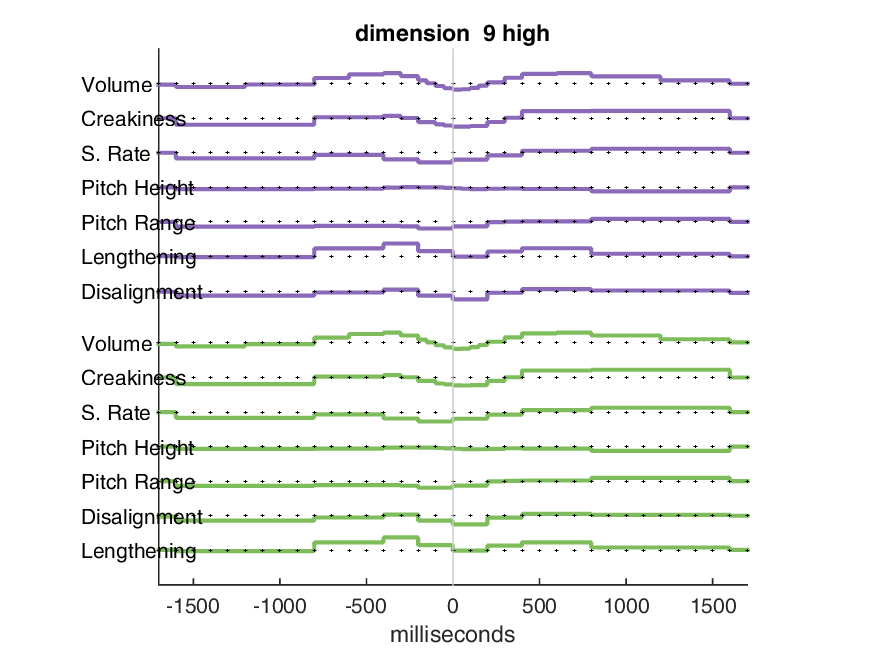 dimension  9 high
Volume
Creakiness
S. Rate
Pitch Height
Pitch Range
Lengthening
Disalignment
Volume
Creakiness
S. Rate
Pitch Height
Pitch Range
Disalignment
Lengthening
-1500 -1000 -500 0 500 1000 1500
milliseconds